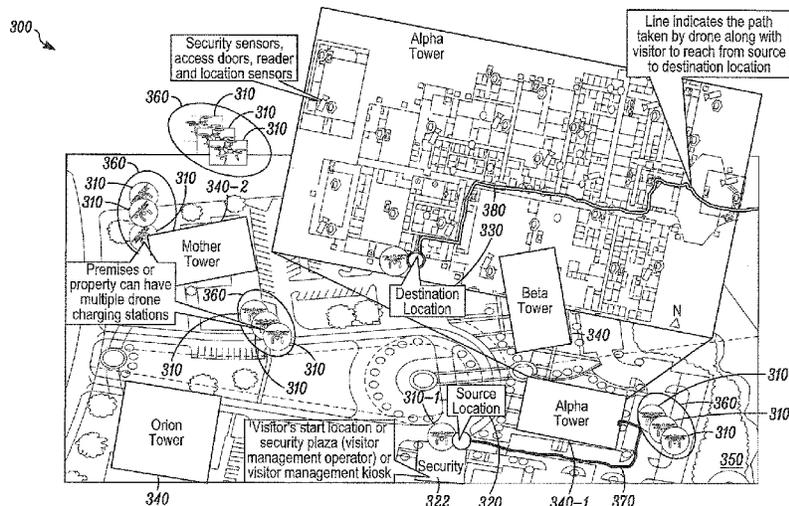 300
Security sensors,
access doors, reader
and location sensors
Alpha
Tower
Line indicates the path
taken by drone along with
visitor to reach from source
to destination location
360
310
310
310
360
310
310
310
340-2
Mother
Tower
Premises or
property can have
multiple drone
charging stations
360
310
310
380
330
Destination
Location
Beta
Tower
N
340
310-1
Source
Location
Alpha
Tower
310
360
310
310
Orion
Tower
Visitor's start location or
security plaza (visitor
management operator) or
visitor management kiosk
Security
350
340
322
320
340-1
370